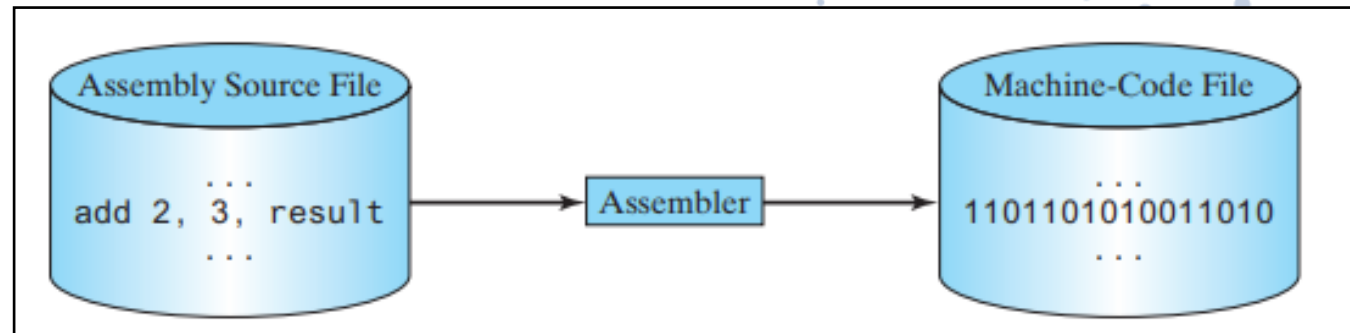 Assembly Source File
...
add 2, 3, result
...
Assembler
Machine-Code File
...
1101101010011010
...